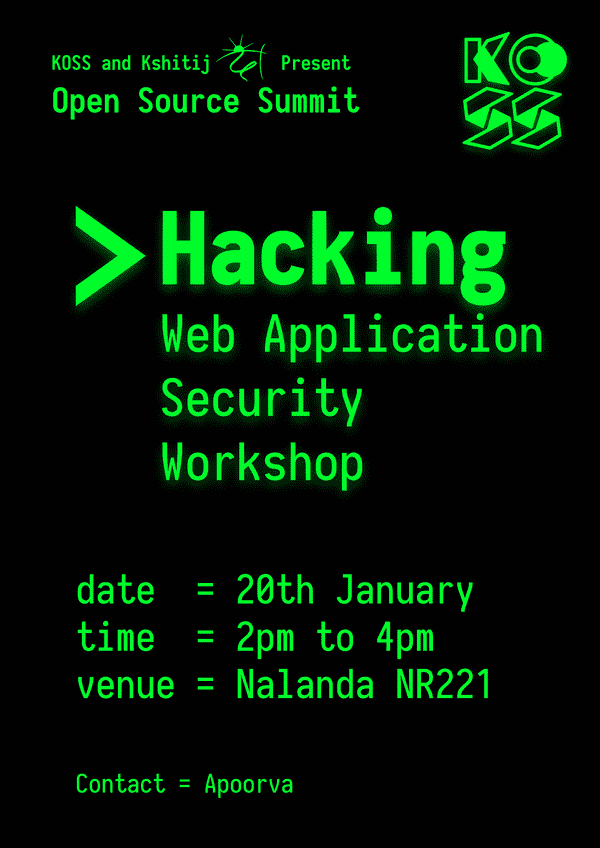 KOSS and Kshitij Present
Open Source Summit
KO
SS
> Hacking
Web Application
Security
Workshop
date = 20th January
time = 2pm to 4pm
venue = Nalanda NR221
Contact = Apoorva